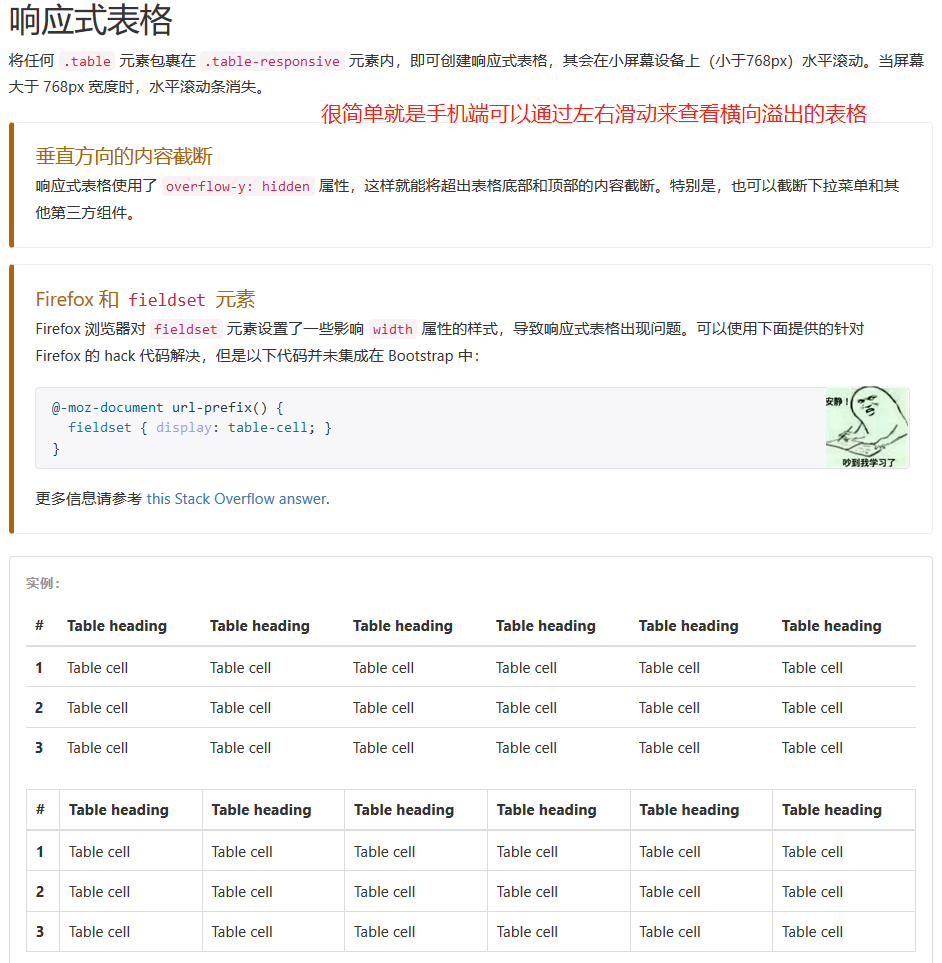 响应式表格
将任何 .table 元素包裹在 .table-responsive 元素内，即可创建响应式表格，其会在小屏幕设备上（小于768px）水平滚动。当屏幕
大于 768px 宽度时，水平滚动条消失。
很简单就是手机端可以通过左右滑动来查看横向溢出的表格
垂直方向的内容截断
响应式表格使用了 overflow-y: hidden 属性，这样就能将超出表格底部和顶部的内容截断。特别是，也可以截断下拉菜单和其
他第三方组件。
Firefox 和 fieldset 元素
Firefox 浏览器对 fieldset 元素设置了一些影响 width 属性的样式，导致响应式表格出现问题。可以使用下面提供的针对
Firefox 的 hack 代码解决，但是以下代码并未集成在 Bootstrap 中：
@-moz-document url-prefix() {
fieldset { display: table-cell; }
}
安静！
吵到我学习了
更多信息请参考 this Stack Overflow answer.
实例：
# Table heading Table heading Table heading Table heading Table heading Table heading
1 Table cell Table cell Table cell Table cell Table cell Table cell
2 Table cell Table cell Table cell Table cell Table cell Table cell
3 Table cell Table cell Table cell Table cell Table cell Table cell
# Table heading Table heading Table heading Table heading Table heading Table heading
1 Table cell Table cell Table cell Table cell Table cell Table cell
2 Table cell Table cell Table cell Table cell Table cell Table cell
3 Table cell Table cell Table cell Table cell Table cell Table cell